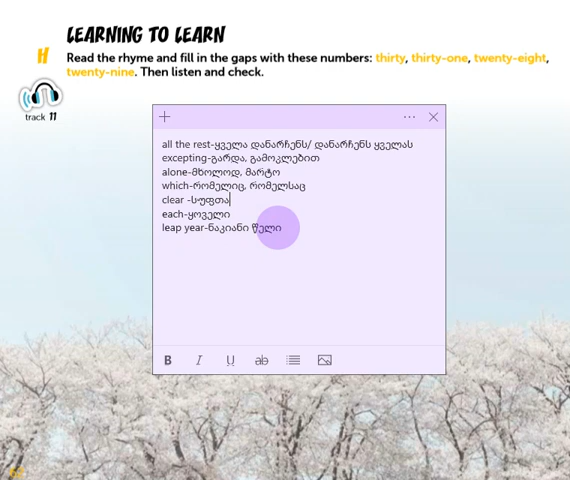 LEARNING TO LEARN
H Read the rhyme and fill in the gaps with these numbers: thirty, thirty-one, twenty-eight,
twenty-nine. Then listen and check.
track 11
all the rest-ყველა დანარჩენს/ დანარჩენს ყველას
excepting-გარდა, გამოკლებით
alone-მხოლოდ, მარტო
which-რომელიც, რომელსაც
clear -სუფთა
each-ყოველი
leap year-ნაკიანი წელი
B I U ab
62